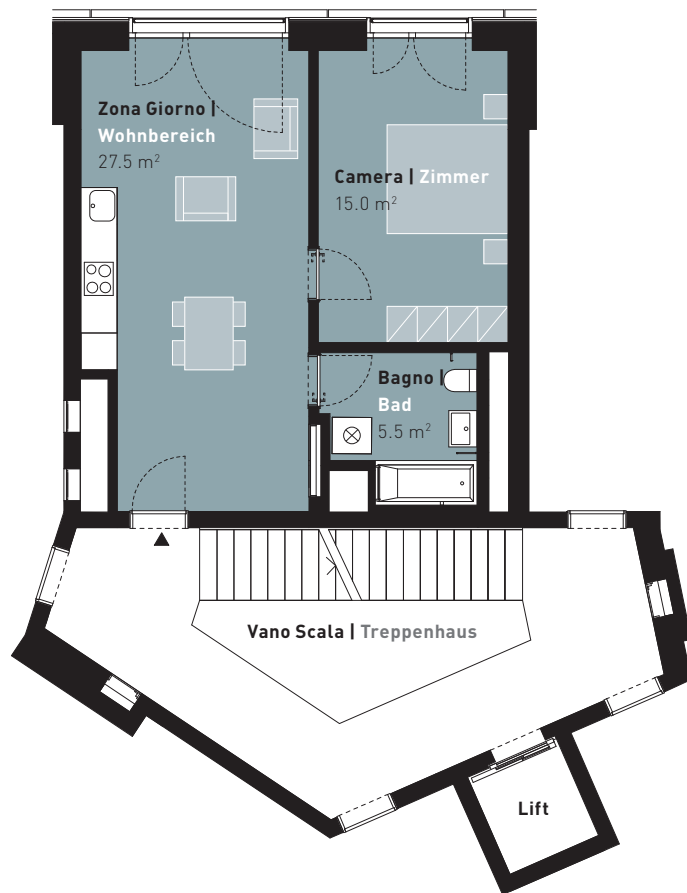 Zona Giorno |
Wohnbereich
27.5 m²
Camera | Zimmer
15.0 m²
Bagno |
Bad
5.5 m²
Vano Scala | Treppenhaus
Lift